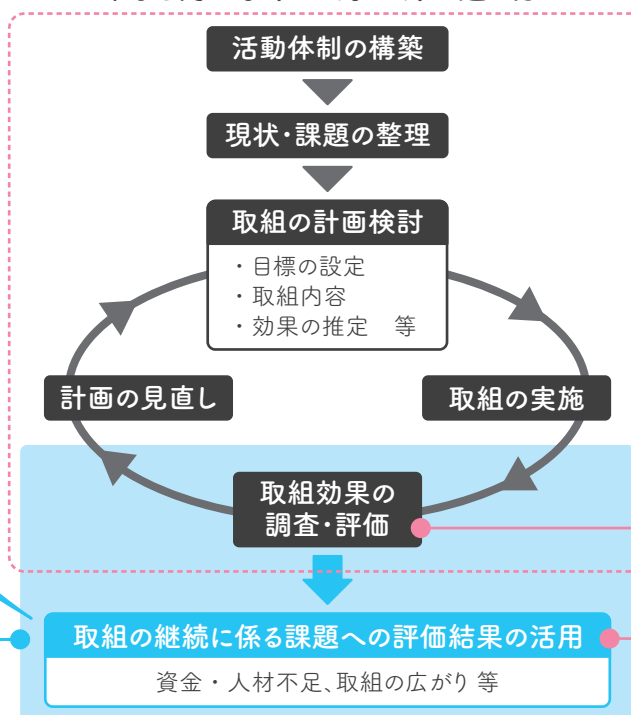 活動体制の構築
現状・課題の整理
取組の計画検討
・目標の設定
・取組内容
・効果の推定　等
計画の見直し
取組の実施
取組効果の
調査・評価
取組の継続に係る課題への評価結果の活用
資金・人材不足、取組の広がり 等